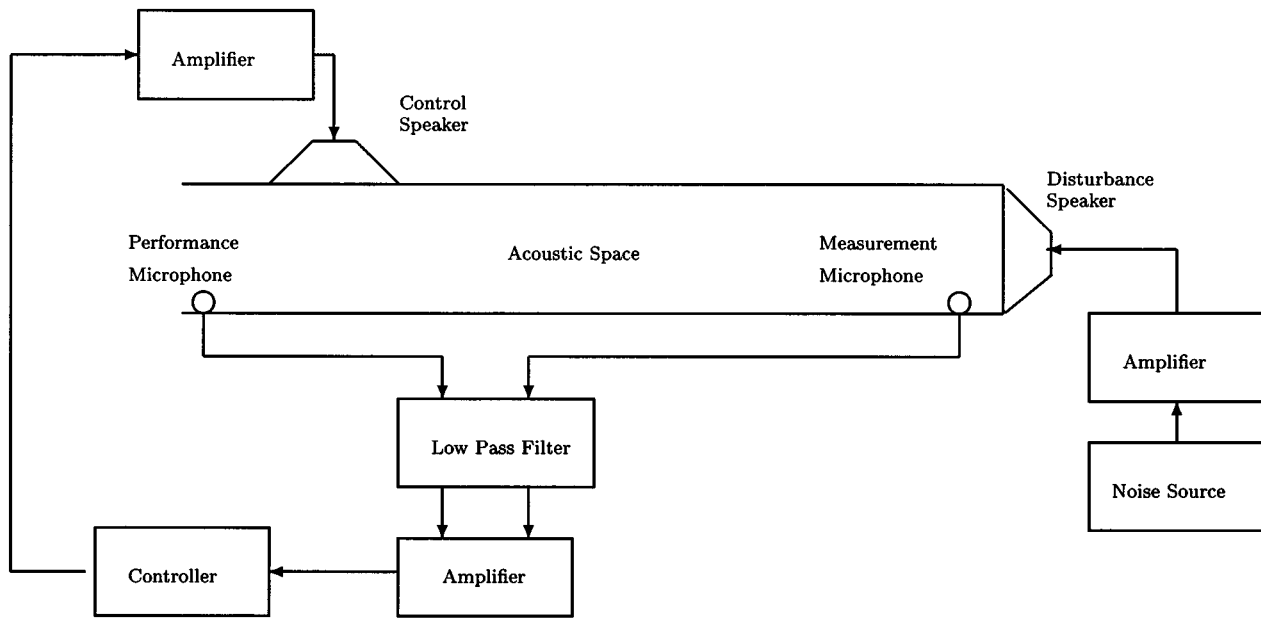 Amplifier
Control
Speaker
Disturbance
Speaker
Performance
Microphone
Acoustic Space
Measurement
Microphone
Amplifier
Low Pass Filter
Noise Source
Controller
Amplifier